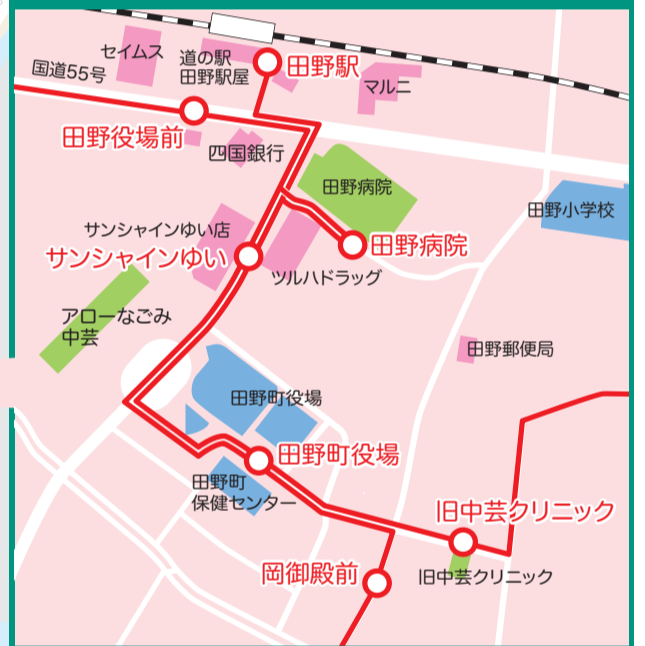 セイムス
道の駅
田野駅屋
田野駅
マルニ
国道55号
田野役場前
四国銀行
田野病院
田野小学校
サンシャインゆい店
サンシャインゆい
田野病院
ツルハドラッグ
アローなごみ
中芸
田野郵便局
田野町役場
田野町役場
田野町
保健センター
旧中芸クリニック
岡御殿前
旧中芸クリニック